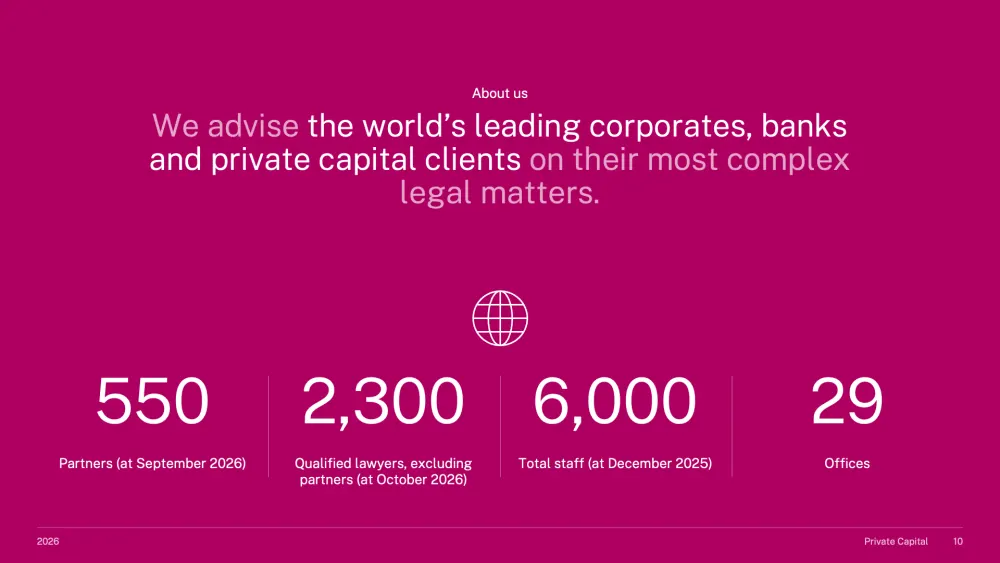 About us
We advise the world’s leading corporates, banks
and private capital clients on their most complex
legal matters.
550
Partners (at September 2026)
2,300
Qualified lawyers, excluding
partners (at October 2026)
6,000
Total staff (at December 2025)
29
Offices
2026
Private Capital
10